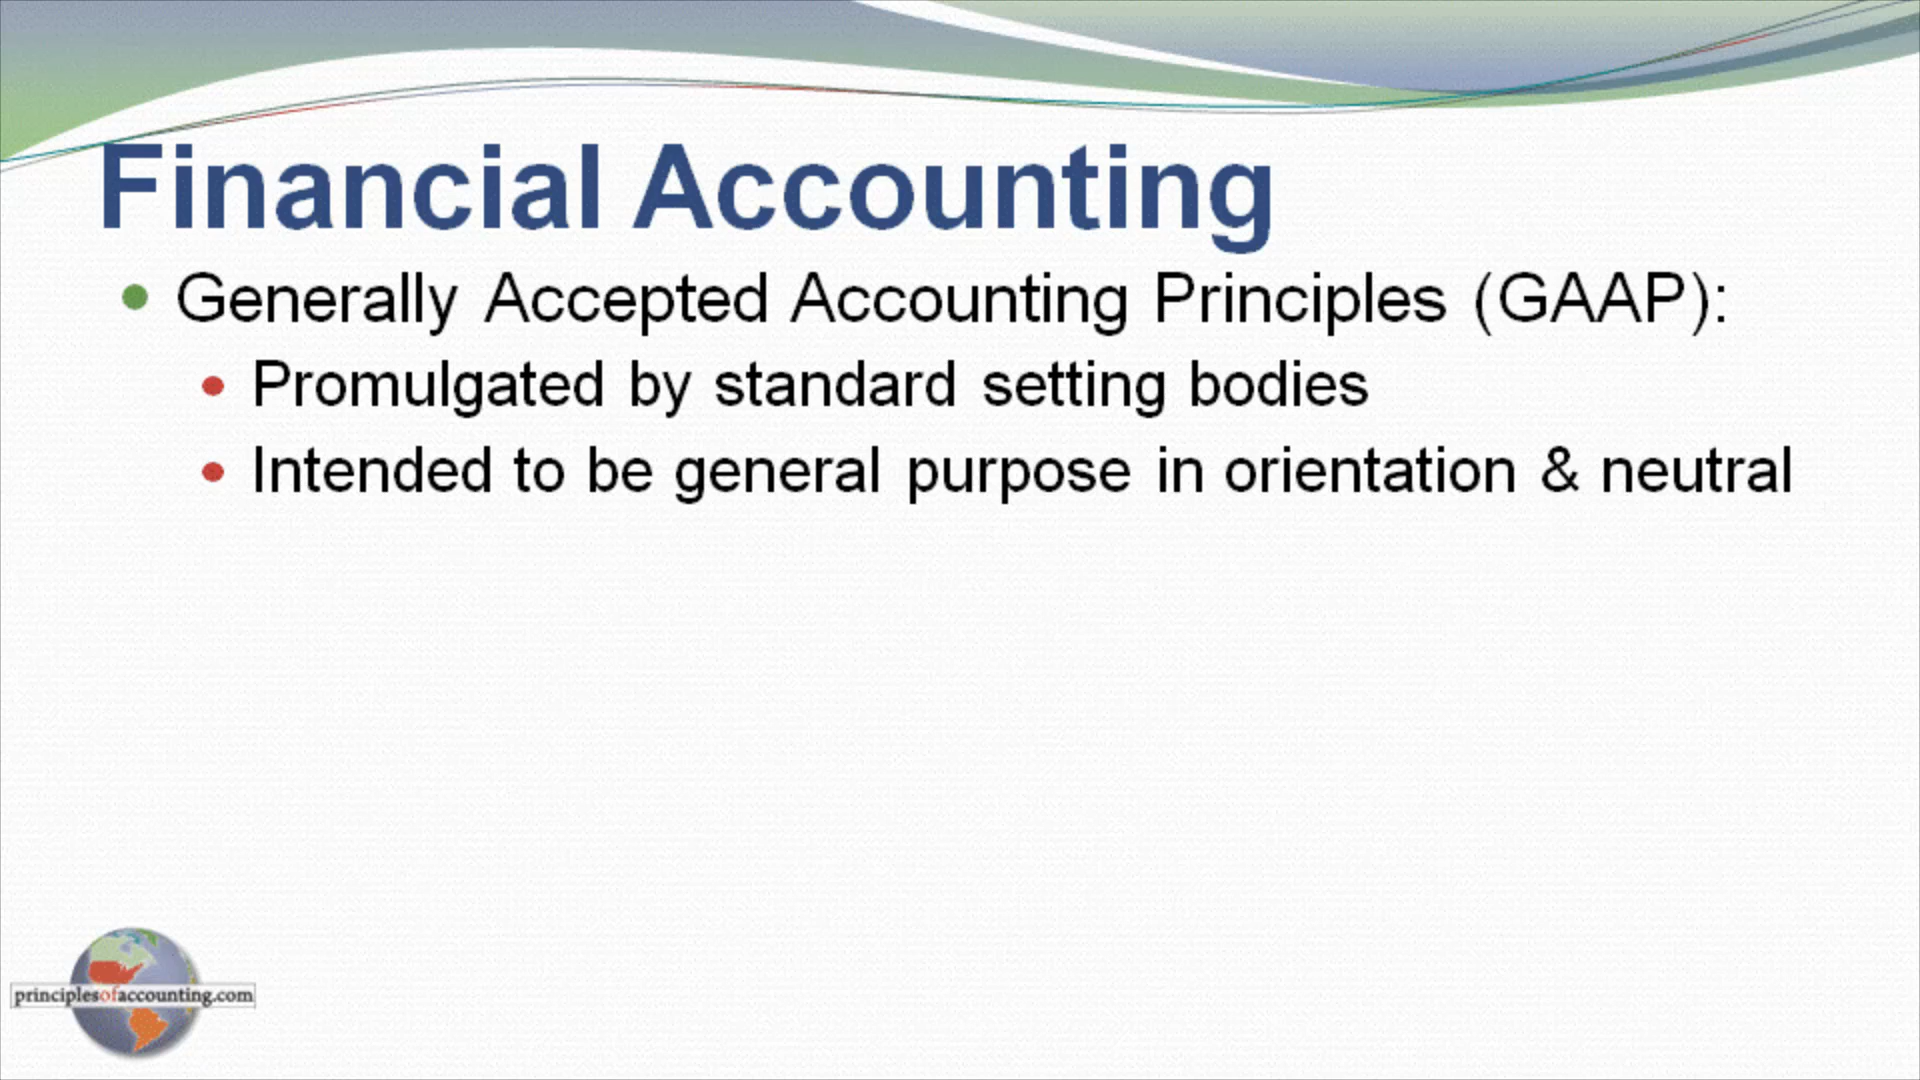 Financial Accounting
Generally Accepted Accounting Principles (GAAP):
Promulgated by standard setting bodies
Intended to be general purpose in orientation & neutral
principlesofaccounting.com